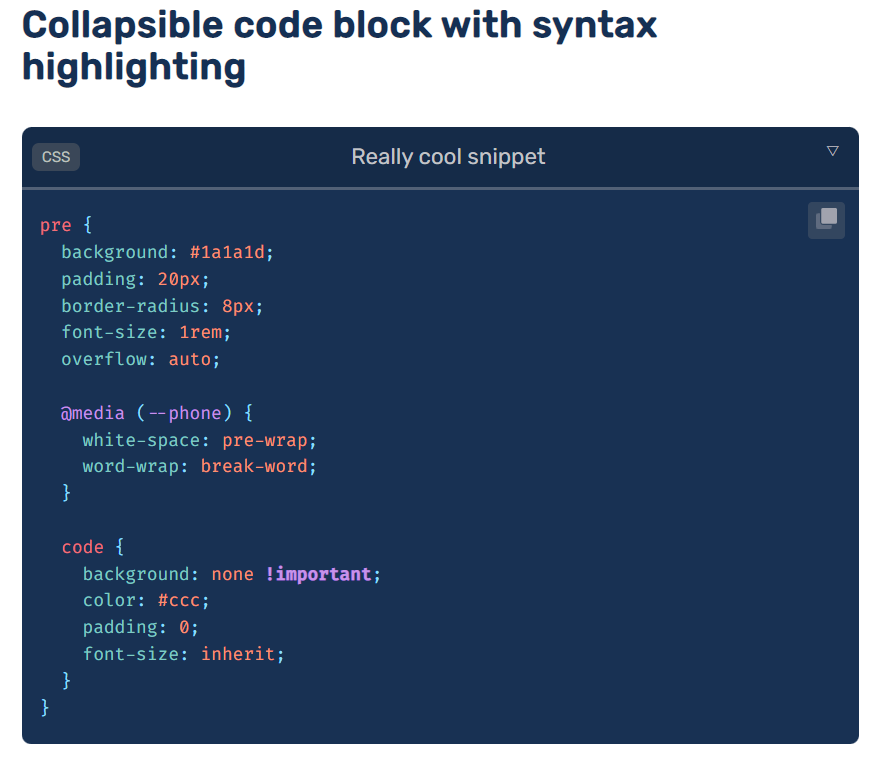 Collapsible code block with syntax
highlighting
CSS
Really cool snippet
pre {
  background: #1a1a1d;
  padding: 20px;
  border-radius: 8px;
  font-size: 1rem;
  overflow: auto;

  @media (--phone) {
    white-space: pre-wrap;
    word-wrap: break-word;
  }

  code {
    background: none !important;
    color: #ccc;
    padding: 0;
    font-size: inherit;
  }
}